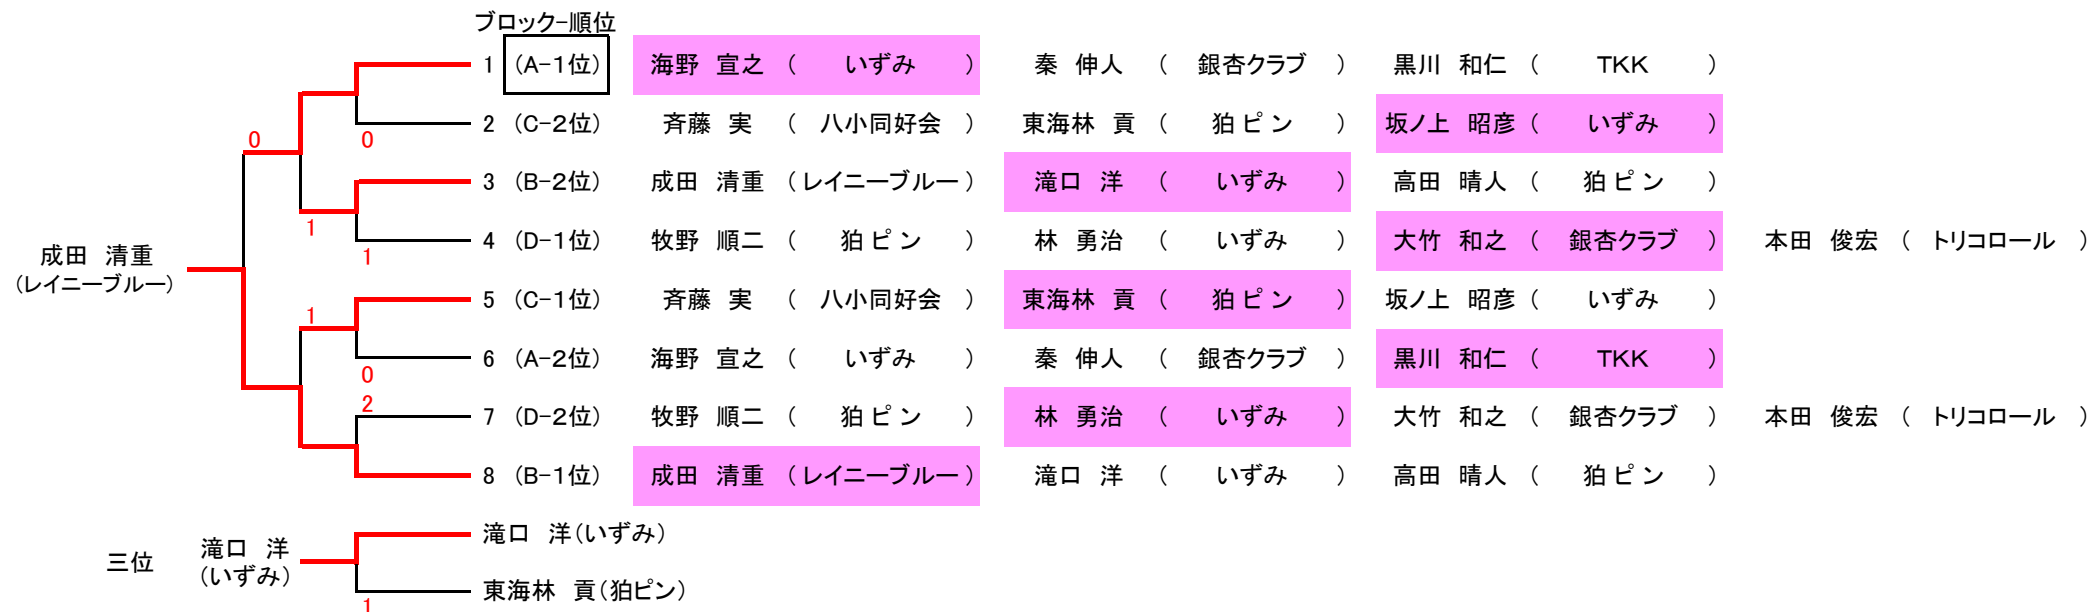 ブロック-順位
1 (A-1位) 海野 宣之 ( いずみ ) 秦 伸人 ( 銀杏クラブ ) 黒川 和仁 ( TKK )
2 (C-2位) 斉藤 実 ( 八小同好会 ) 東海林 貢 ( 狛ピン ) 坂ノ上 昭彦 ( いずみ )
0 0
3 (B-2位) 成田 清重 (レイニーブルー) 滝口 洋 ( いずみ ) 高田 晴人 ( 狛ピン )
1
4 (D-1位) 牧野 順二 ( 狛ピン ) 林 勇治 ( いずみ ) 大竹 和之 ( 銀杏クラブ ) 本田 俊宏 ( トリコロール )
1
成田 清重
(レイニーブルー)
5 (C-1位) 斉藤 実 ( 八小同好会 ) 東海林 貢 ( 狛ピン ) 坂ノ上 昭彦 ( いずみ )
1
6 (A-2位) 海野 宣之 ( いずみ ) 秦 伸人 ( 銀杏クラブ ) 黒川 和仁 ( TKK )
0
2
7 (D-2位) 牧野 順二 ( 狛ピン ) 林 勇治 ( いずみ ) 大竹 和之 ( 銀杏クラブ ) 本田 俊宏 ( トリコロール )
8 (B-1位) 成田 清重 (レイニーブルー) 滝口 洋 ( いずみ ) 高田 晴人 ( 狛ピン )
滝口 洋(いずみ)
三位 滝口 洋
(いずみ)
東海林 貢(狛ピン)
1